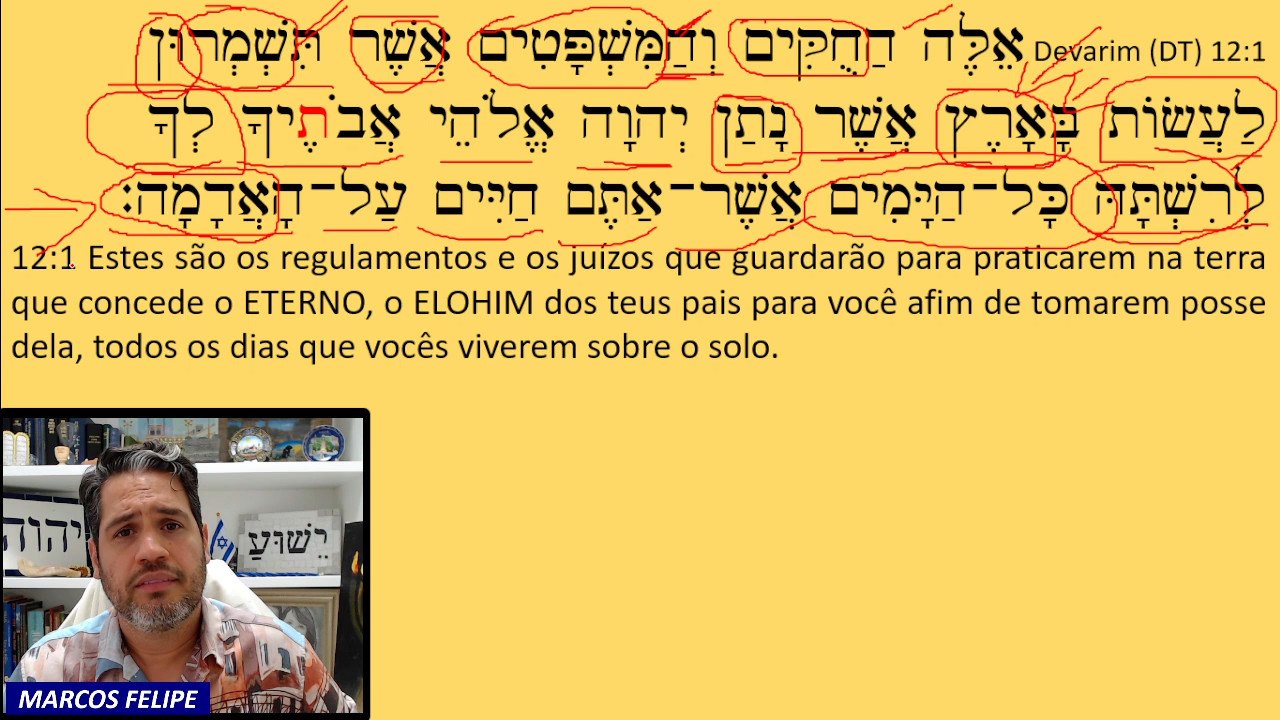 אֵלֶּה הַחֻקִּים וְהַמִּשְׁפָּטִים אֲשֶׁר תִּשְׁמְרוּן Devarim (DT) 12:1
לַעֲשׂוֹת בָּאָרֶץ אֲשֶׁר נָתַן יְהוָה אֱלֹהֵי אֲבֹתֶיךָ לְךָ
לְרִשְׁתָּהּ כָּל־הַיָּמִים אֲשֶׁר־אַתֶּם חַיִּים עַל־הָאֲדָמָה׃
12:1 Estes são os regulamentos e os juízos que guardarão para praticarem na terra
que concede o ETERNO, o ELOHIM dos teus pais para você afim de tomarem posse
dela, todos os dias que vocês viverem sobre o solo.
יהוה
יֵשׁוּעַ
MARCOS FELIPE